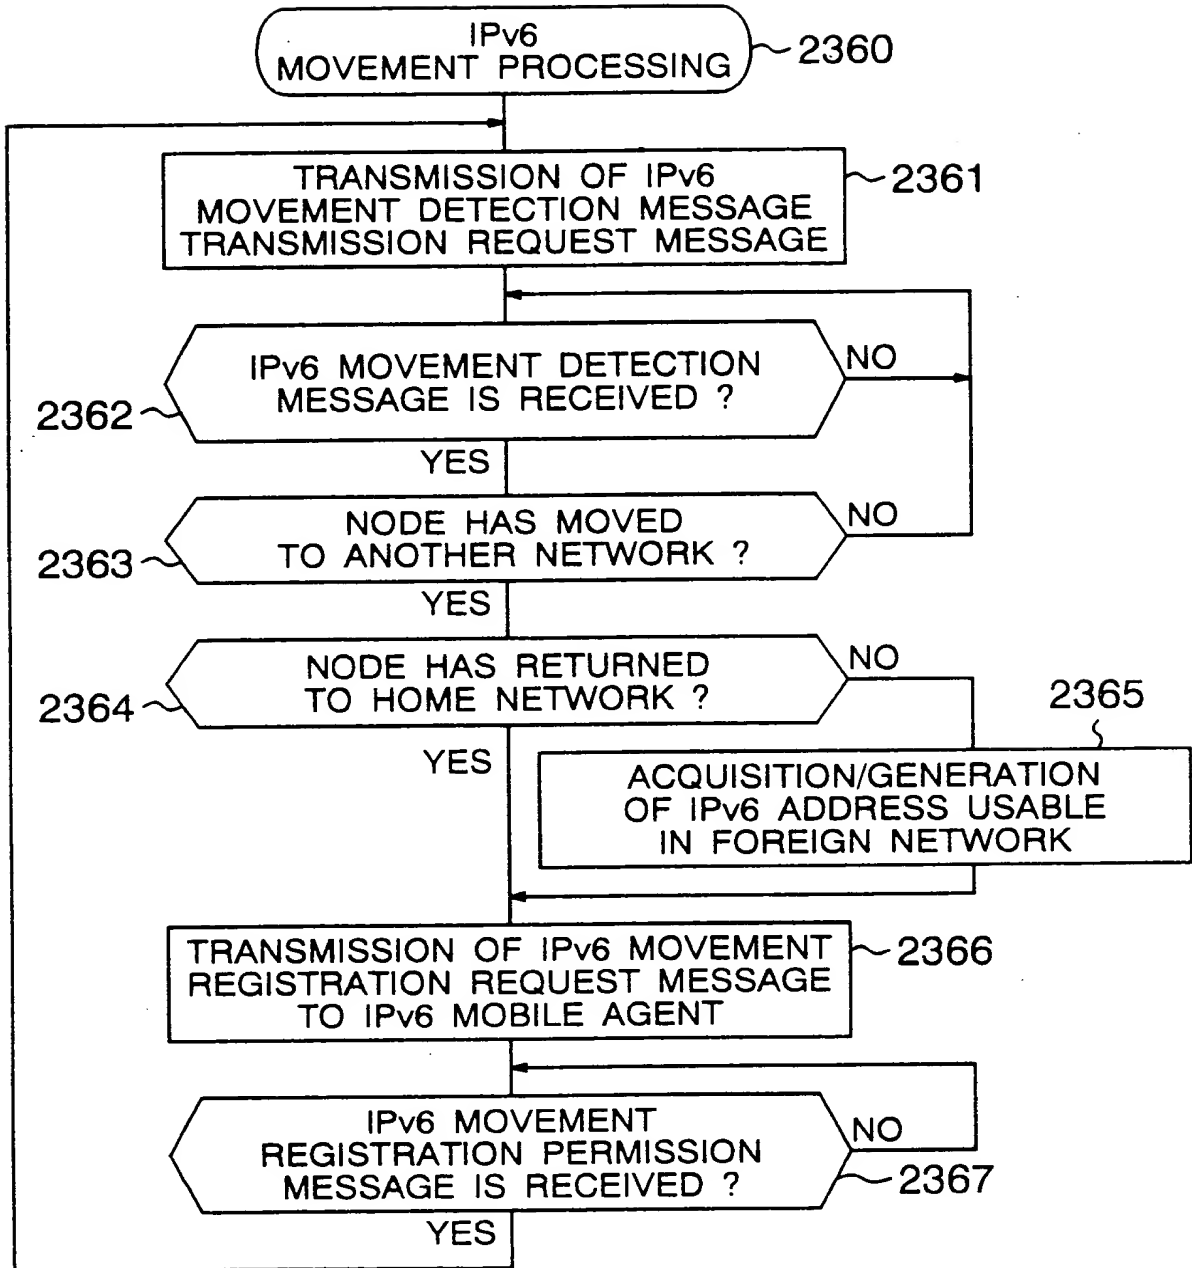 IPv6
MOVEMENT PROCESSING
2360
TRANSMISSION OF IPv6
MOVEMENT DETECTION MESSAGE
TRANSMISSION REQUEST MESSAGE
2361
IPv6 MOVEMENT DETECTION
MESSAGE IS RECEIVED ?
NO
2362
YES
NODE HAS MOVED
TO ANOTHER NETWORK ?
NO
2363
YES
NODE HAS RETURNED
TO HOME NETWORK ?
NO
2364
YES
2365
ACQUISITION/GENERATION
OF IPv6 ADDRESS USABLE
IN FOREIGN NETWORK
TRANSMISSION OF IPv6 MOVEMENT
REGISTRATION REQUEST MESSAGE
TO IPv6 MOBILE AGENT
2366
IPv6 MOVEMENT
REGISTRATION PERMISSION
MESSAGE IS RECEIVED ?
NO
2367
YES